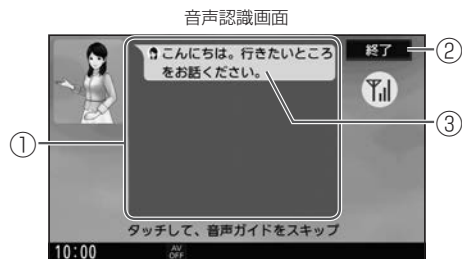 音声認識画面
こんにちは。行きたいところ
をお話ください。
終了
①
②
③
タッチして、音声ガイドをスキップ
10:00
AV
OFF